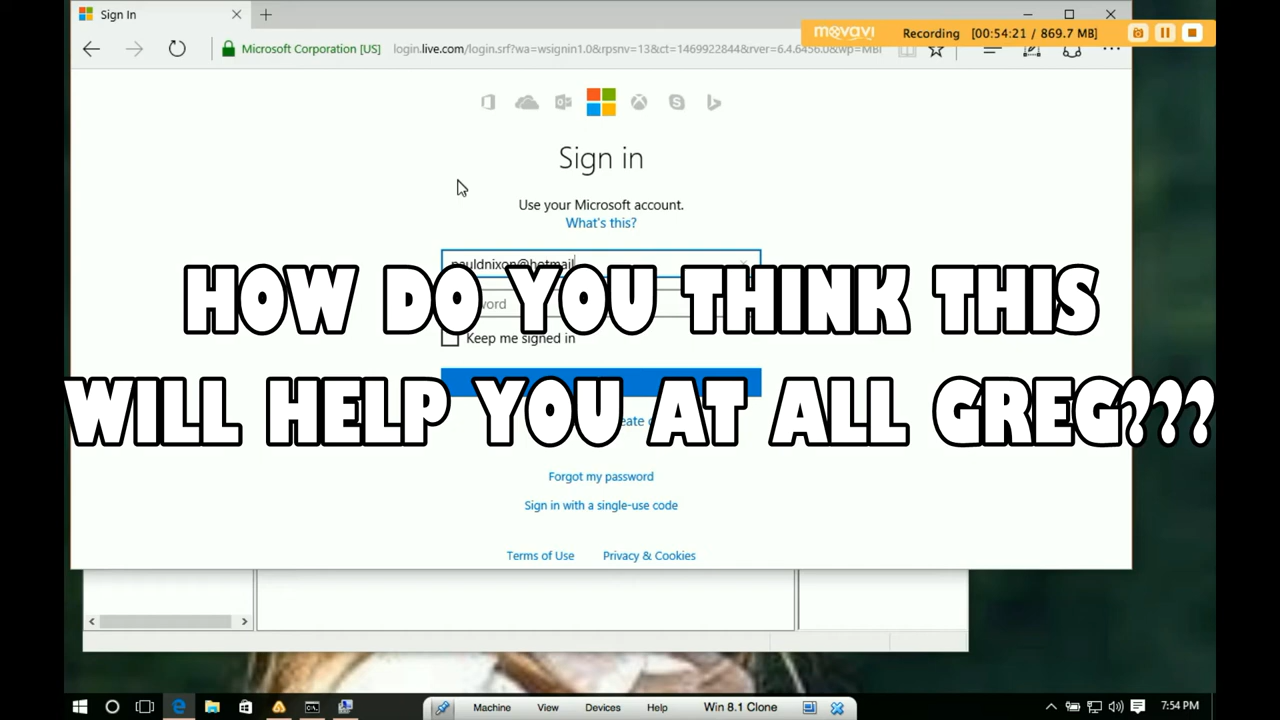 Sign In
movavi Recording [00:54:21 / 869.7 MB]
Microsoft Corporation [US] login.live.com/login.srf?wa=wsignin1.0&rpsnv=13&ct=1469922844&rver=6.4.6456.0&wp=MBI
Sign in
Use your Microsoft account.
What's this?
pauldnixon@hotmail
HOW DO YOU THINK THIS
Keep me signed in
WILL HELP YOU AT ALL GREG???
Forgot my password
Sign in with a single-use code
Terms of Use Privacy & Cookies
Machine View Devices Help Win 8.1 Clone 7:54 PM